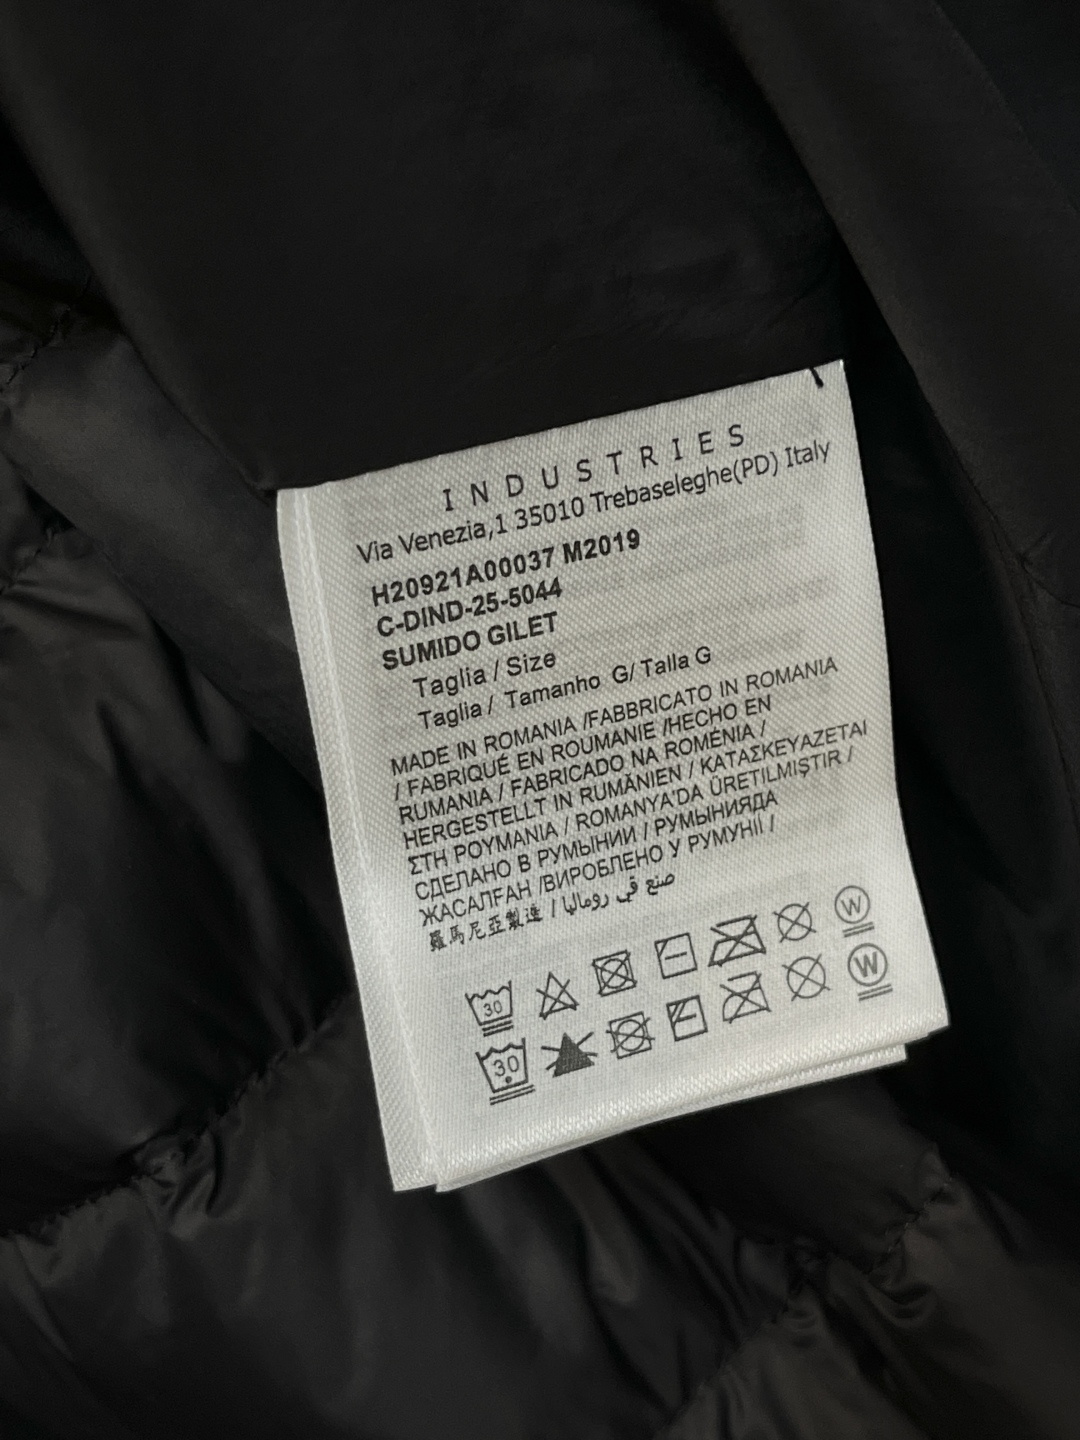 INDUSTRIES
Via Venezia,1 35010 Trebaseleghe(PD) Italy
H20921A00037 M2019
C-DIND-25-5044
SUMIDO GILET
Taglia / Size
Taglia / Tamanho G/ Talla G
MADE IN ROMANIA /FABBRICATO IN ROMANIA
/ FABRIQUÉ EN ROUMANIE /HECHO EN
RUMANIA / FABRICADO NA ROMÉNIA /
HERGESTELLT IN RUMÄNIEN / ΚΑΤΑΣΚΕΥΑΖΕΤΑΙ
ΣΤΗ ΡΟΥΜΑΝΙΑ / ROMANYA'DA ÜRETILMIŞTIR /
СДЕЛАНО В РУМЫНИИ / РУМЫНИЯДА
ЖАСАЛҒАН /ВИРОБЛЕНО У РУМУНІЇ /
羅馬尼亞製造 / صنع في رومانيا
30 W
30 W